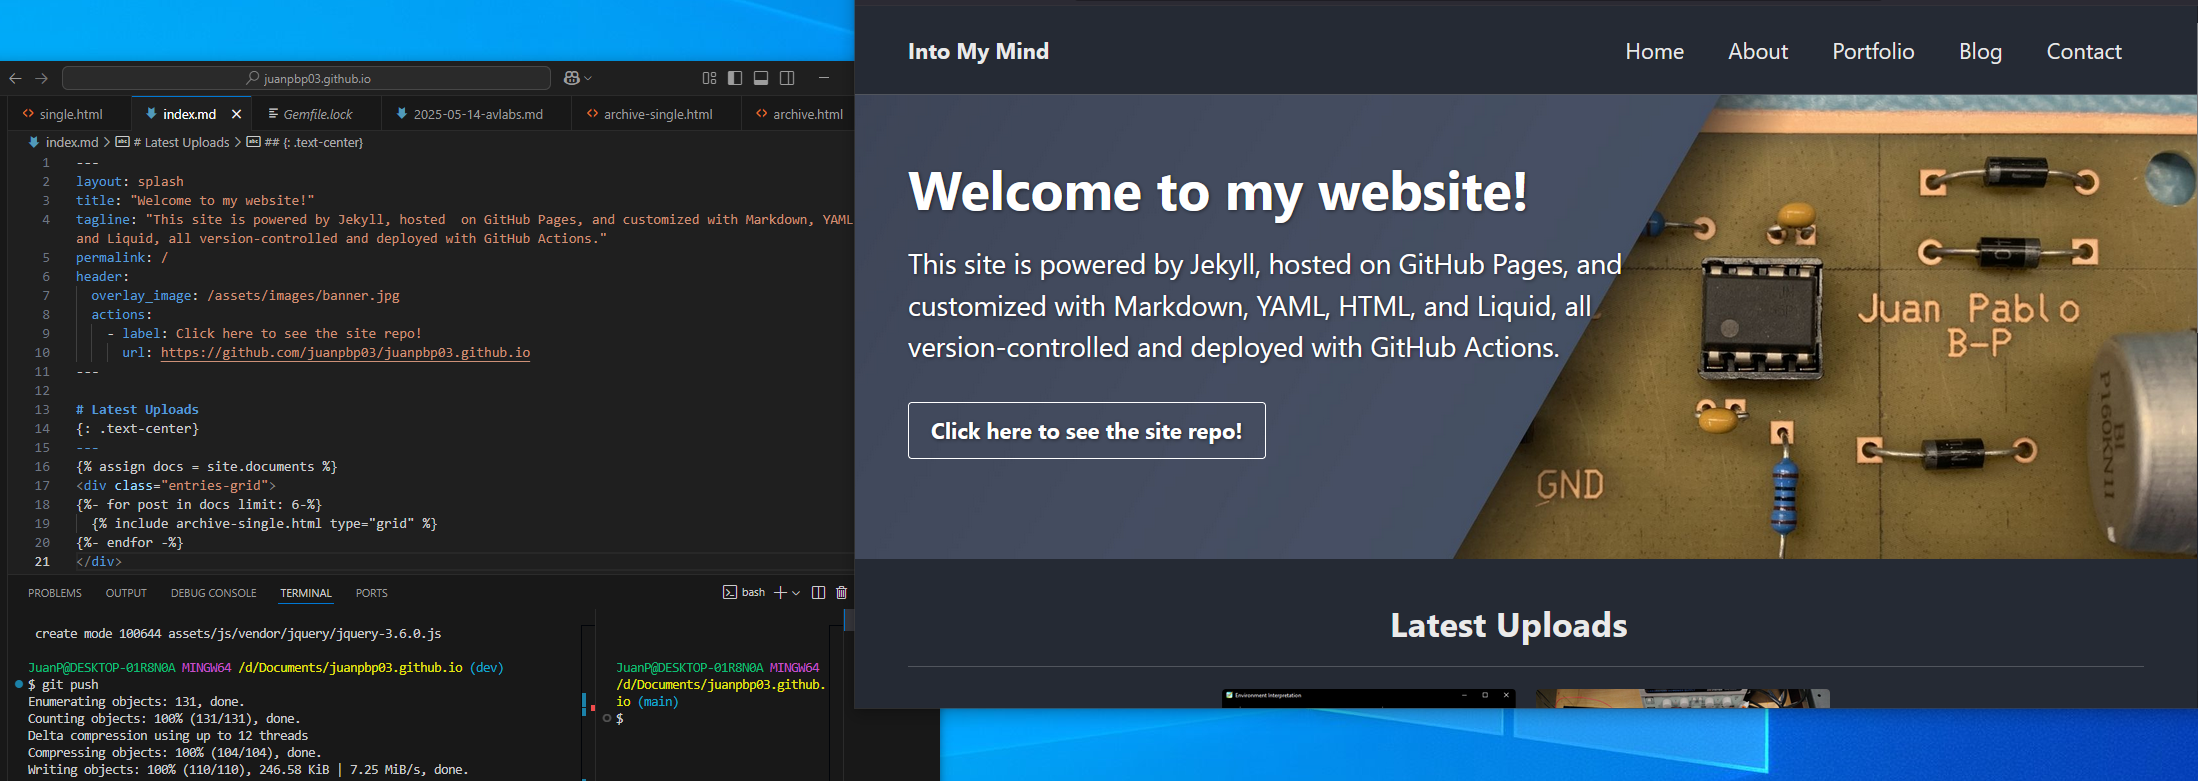 juanpbp03.github.io
single.html
index.md
Gemfile.lock
2025-05-14-avlabs.md
archive-single.html
archive.html
index.md > # Latest Uploads > ## {: .text-center}
1 ---
2 layout: splash
3 title: "Welcome to my website!"
4 tagline: "This site is powered by Jekyll, hosted  on GitHub Pages, and customized with Markdown, YAML
and Liquid, all version-controlled and deployed with GitHub Actions."
5 permalink: /
6 header:
7 overlay_image: /assets/images/banner.jpg
8 actions:
9 - label: Click here to see the site repo!
10 url: https://github.com/juanpbp03/juanpbp03.github.io
11 ---
12
13 # Latest Uploads
14 {: .text-center}
15 ---
16 {% assign docs = site.documents %}
17 <div class="entries-grid">
18 {%- for post in docs limit: 6-%}
19 {% include archive-single.html type="grid" %}
20 {%- endfor -%}
21 </div>
PROBLEMS OUTPUT DEBUG CONSOLE TERMINAL PORTS
bash
create mode 100644 assets/js/vendor/jquery/jquery-3.6.0.js
JuanP@DESKTOP-01R8N0A MINGW64 /d/Documents/juanpbp03.github.io (dev)
$ git push
Enumerating objects: 131, done.
Counting objects: 100% (131/131), done.
Delta compression using up to 12 threads
Compressing objects: 100% (104/104), done.
Writing objects: 100% (110/110), 246.58 KiB | 7.25 MiB/s, done.
JuanP@DESKTOP-01R8N0A MINGW64
/d/Documents/juanpbp03.github.
io (main)
$
Into My Mind
Home About Portfolio Blog Contact
Welcome to my website!
This site is powered by Jekyll, hosted on GitHub Pages, and
customized with Markdown, YAML, HTML, and Liquid, all
version-controlled and deployed with GitHub Actions.
Click here to see the site repo!
Juan Pablo
B-P
GND
Latest Uploads
Environment Interpretation